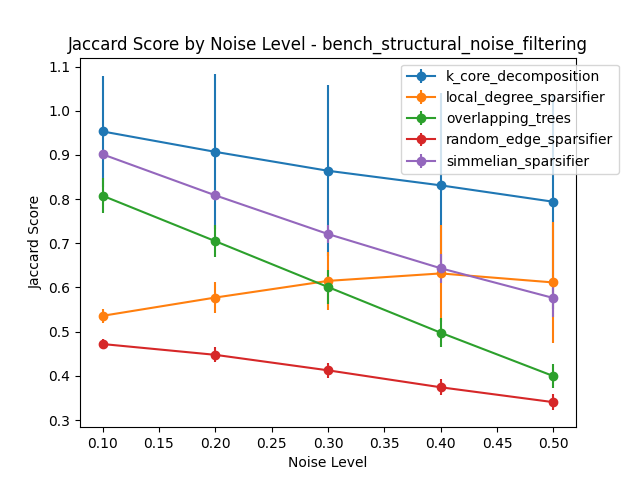 Jaccard Score by Noise Level - bench_structural_noise_filtering
1.1
1.0
0.9
0.8
0.7
0.6
0.5
0.4
0.3
Jaccard Score
k_core_decomposition
local_degree_sparsifier
overlapping_trees
random_edge_sparsifier
simmelian_sparsifier
0.10 0.15 0.20 0.25 0.30 0.35 0.40 0.45 0.50
Noise Level